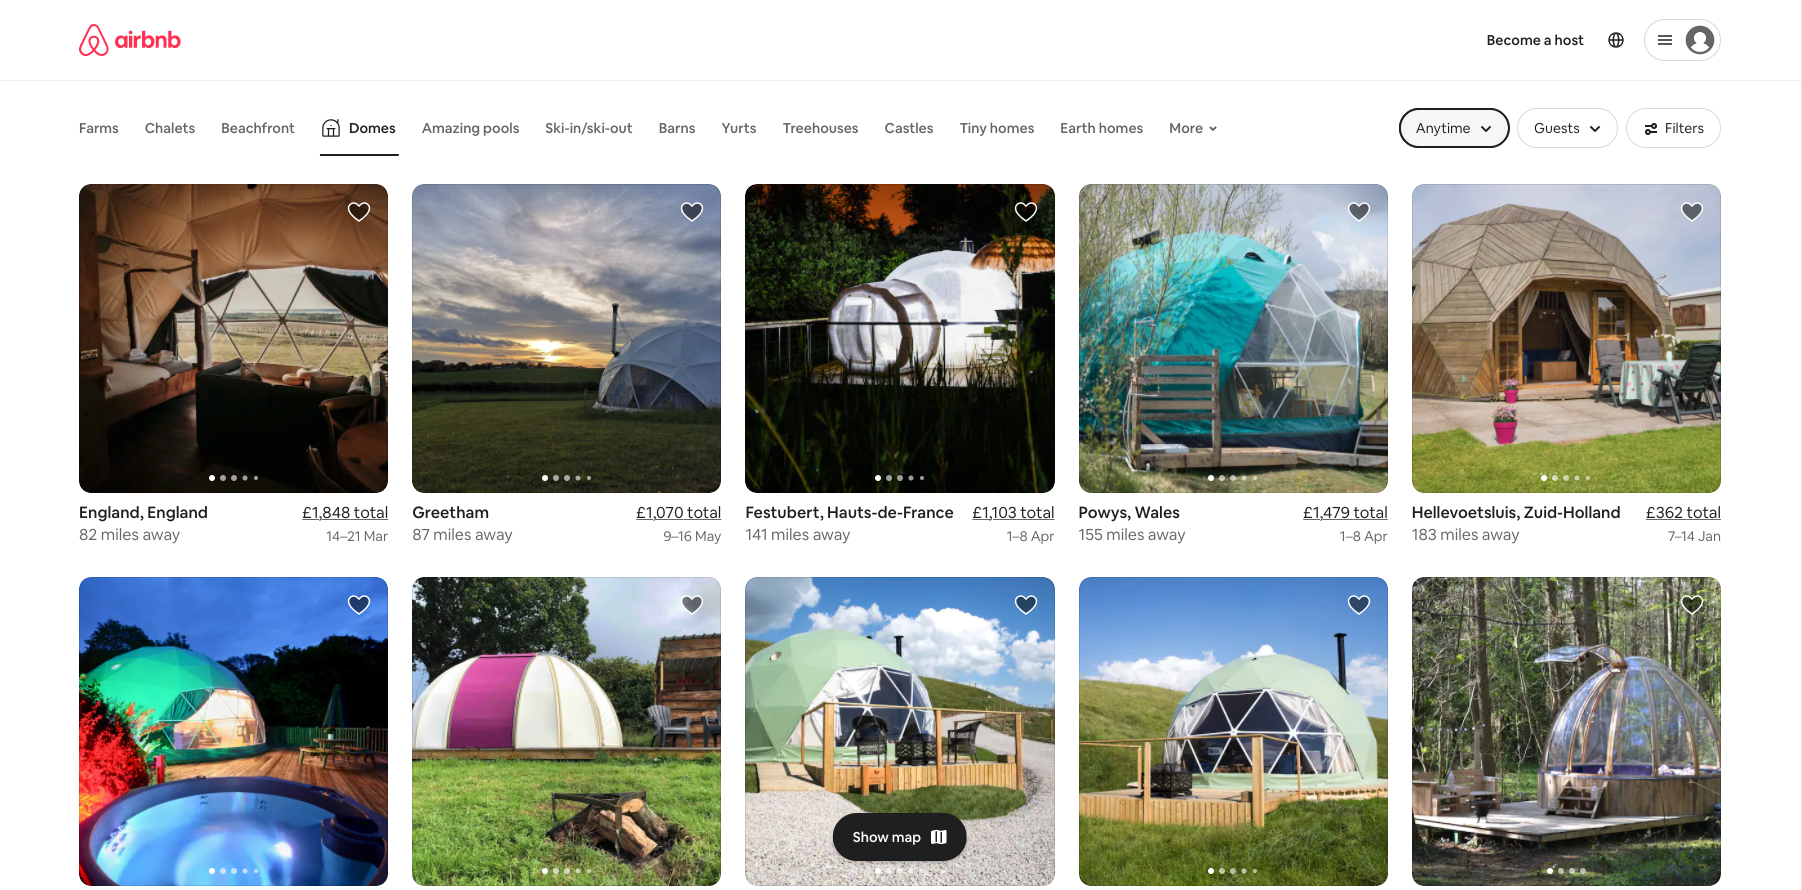 airbnb
Become a host
Farms Chalets Beachfront Domes Amazing pools Ski-in/ski-out Barns Yurts Treehouses Castles Tiny homes Earth homes More Anytime Guests Filters
England, England £1,848 total
82 miles away 14–21 Mar
Greetham £1,070 total
87 miles away 9–16 May
Festubert, Hauts-de-France £1,103 total
141 miles away 1–8 Apr
Powys, Wales £1,479 total
155 miles away 1–8 Apr
Hellevoetsluis, Zuid-Holland £362 total
183 miles away 7–14 Jan
Show map